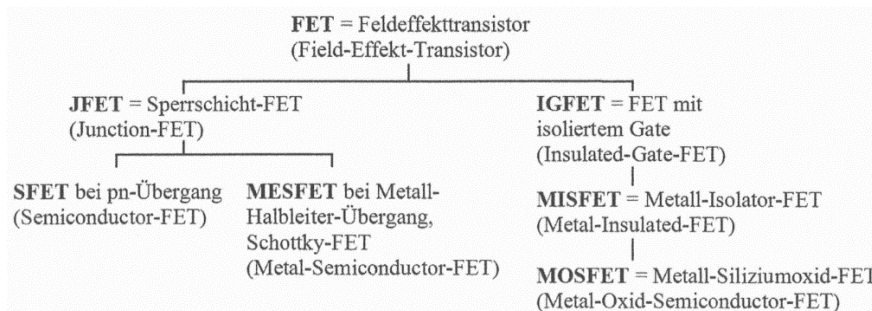 FET = Feldeffekttransistor
(Field-Effekt-Transistor)
JFET = Sperrschicht-FET
(Junction-FET)
IGFET = FET mit
isoliertem Gate
(Insulated-Gate-FET)
SFET bei pn-Übergang
(Semiconductor-FET)
MESFET bei Metall-
Halbleiter-Übergang,
Schottky-FET
(Metal-Semiconductor-FET)
MISFET = Metall-Isolator-FET
(Metal-Insulated-FET)
MOSFET = Metall-Siliziumoxid-FET
(Metal-Oxid-Semiconductor-FET)